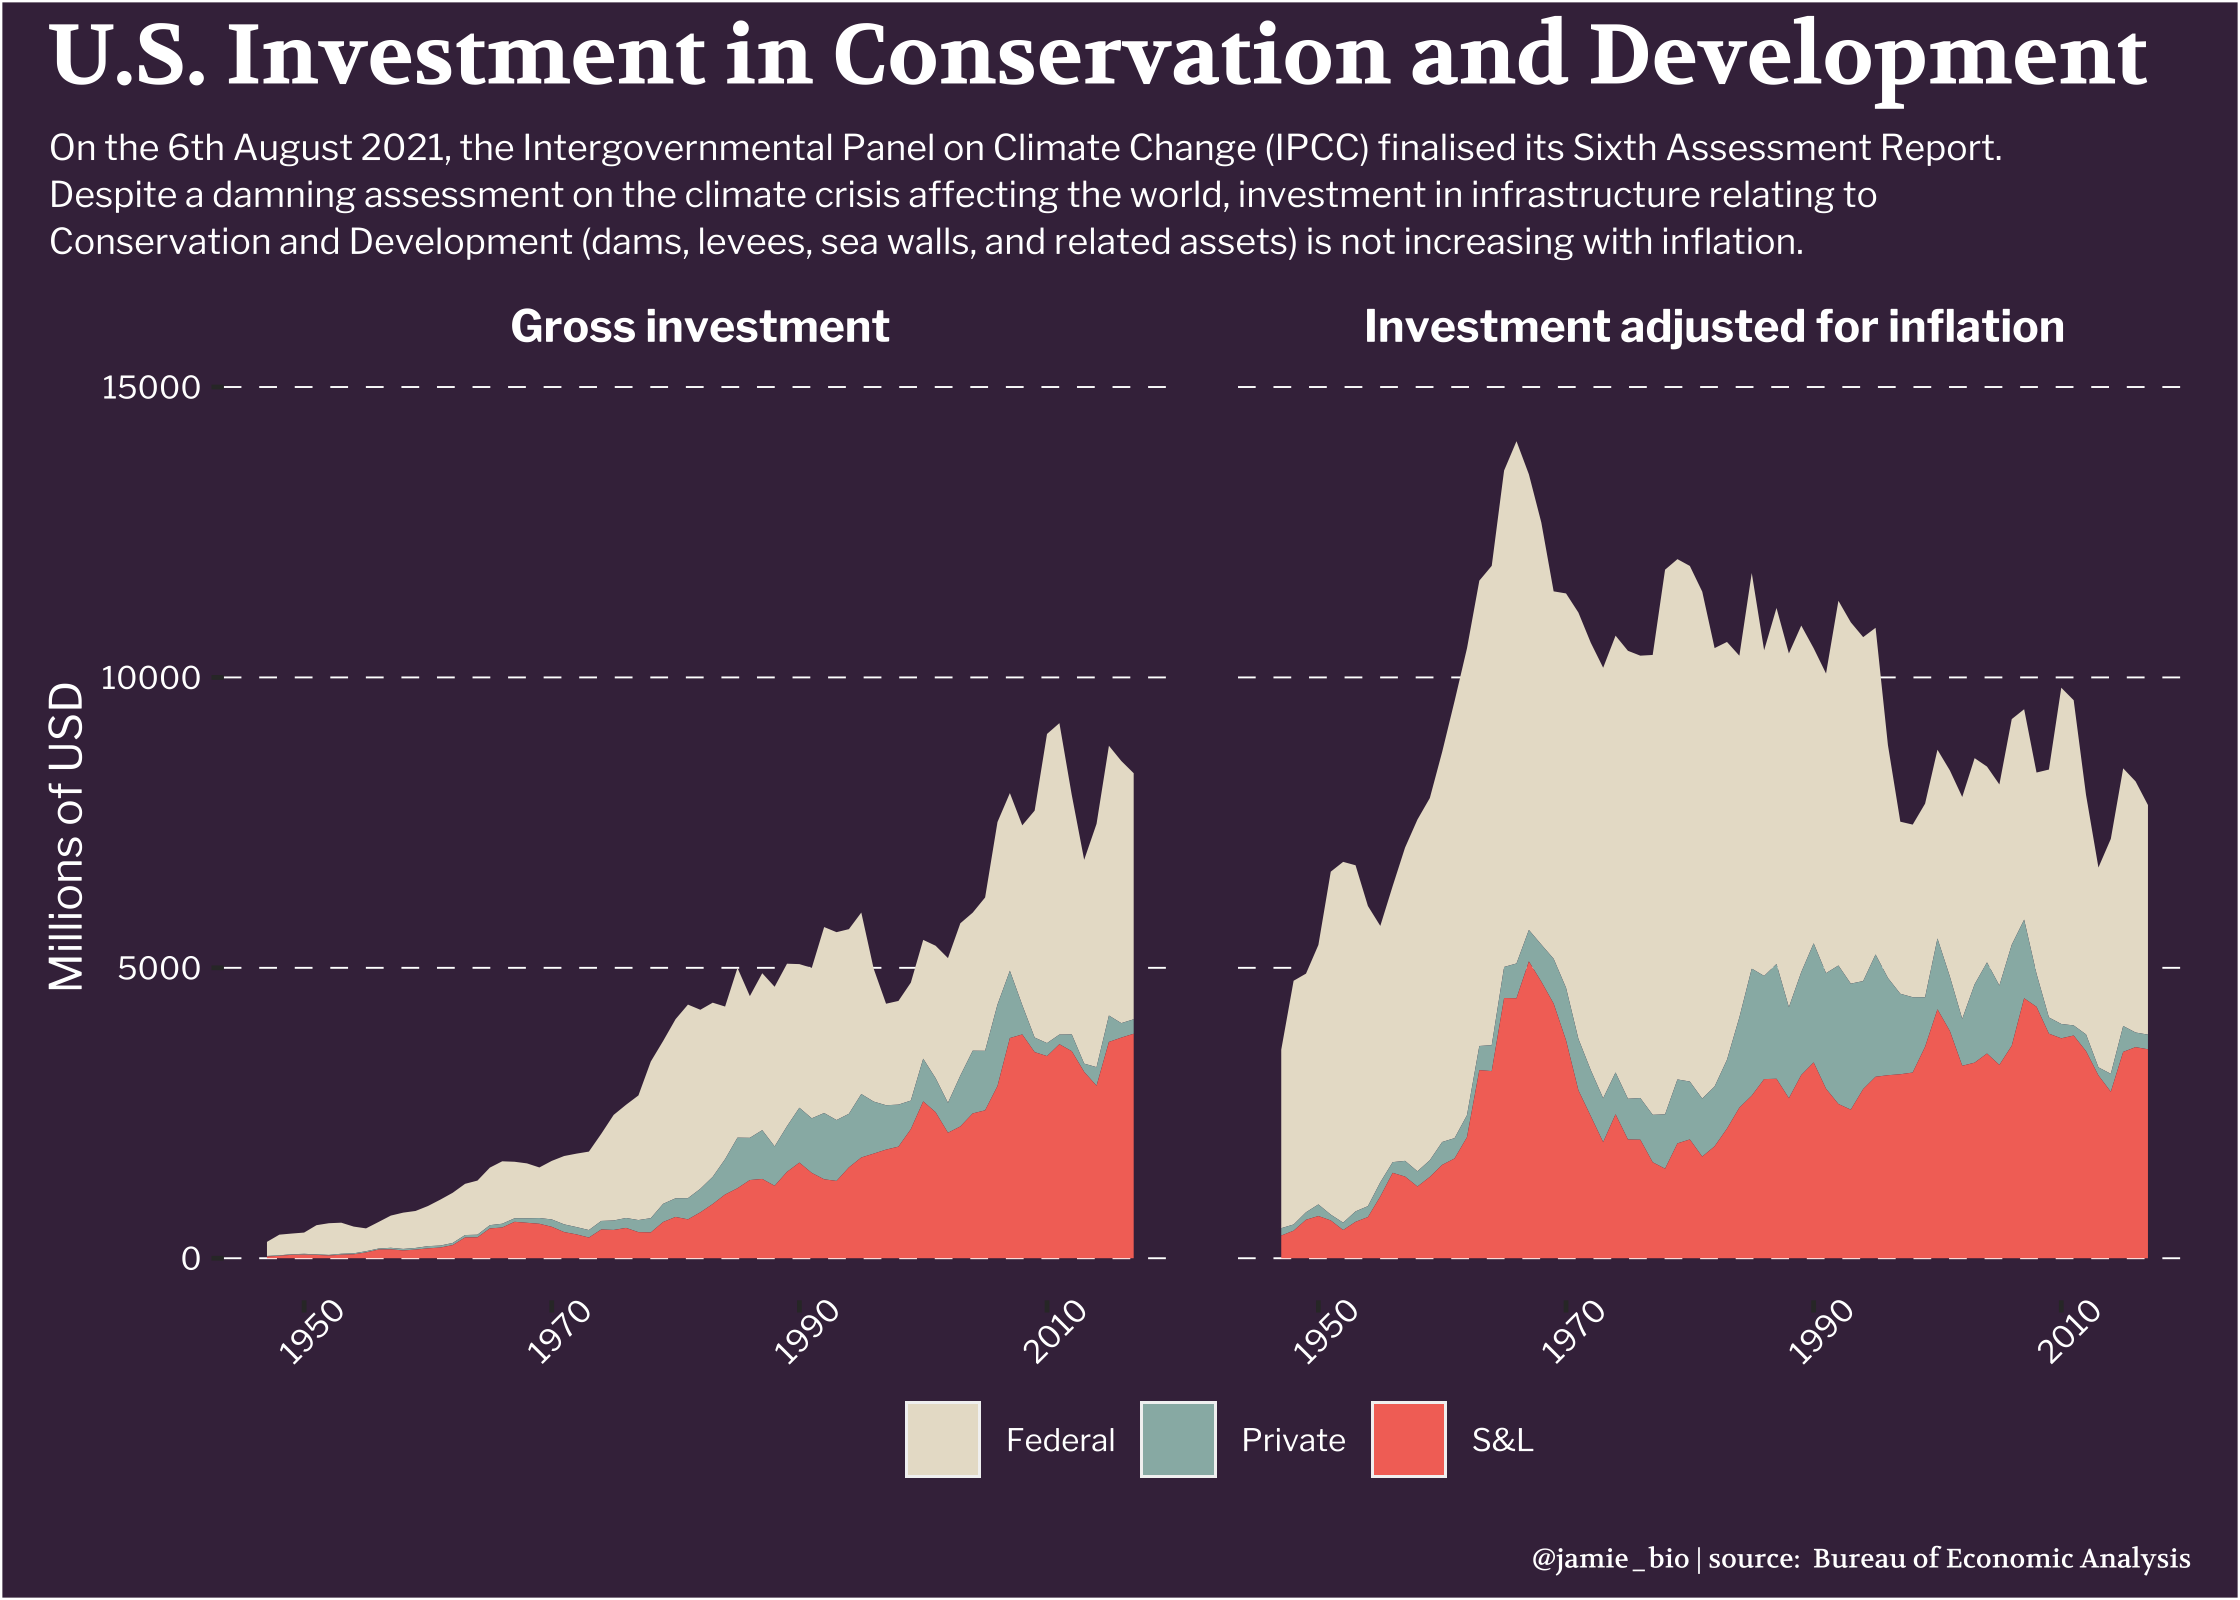 U.S. Investment in Conservation and Development
On the 6th August 2021, the Intergovernmental Panel on Climate Change (IPCC) finalised its Sixth Assessment Report.
Despite a damning assessment on the climate crisis affecting the world, investment in infrastructure relating to
Conservation and Development (dams, levees, sea walls, and related assets) is not increasing with inflation.
Gross investment
Investment adjusted for inflation
Millions of USD
15000
10000
5000
0
1950 1970 1990 2010
1950 1970 1990 2010
Federal Private S&L
@jamie_bio | source: Bureau of Economic Analysis